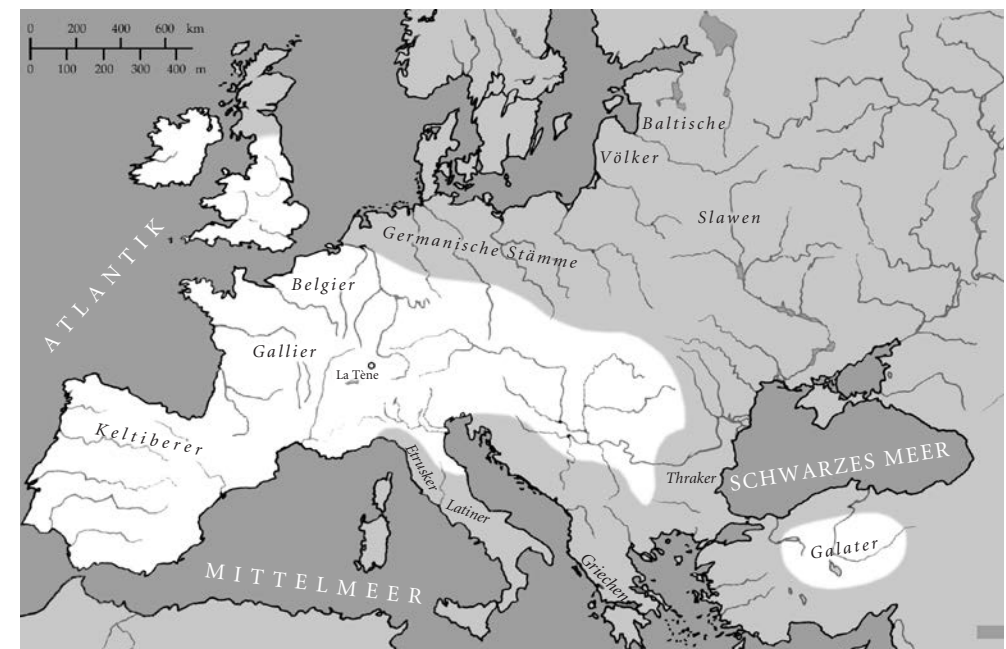 0 200 400 600 km
0 100 200 300 400 m
Baltische
Völker
Slawen
Germanische Stämme
ATLANTIK
Belgier
Gallier
La Tène
Keltiberer
Etrusker
Latiner
Thraker
SCHWARZES MEER
Galater
Griechen
MITTELMEER